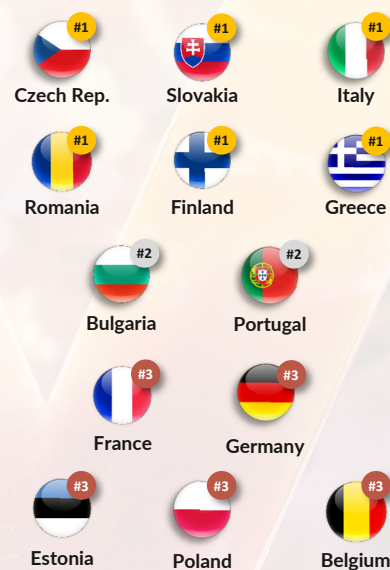 #1 #1 #1
Czech Rep. Slovakia Italy
#1 #1 #1
Romania Finland Greece
#2 #2
Bulgaria Portugal
#3 #3
France Germany
#3 #3 #3
Estonia Poland Belgium